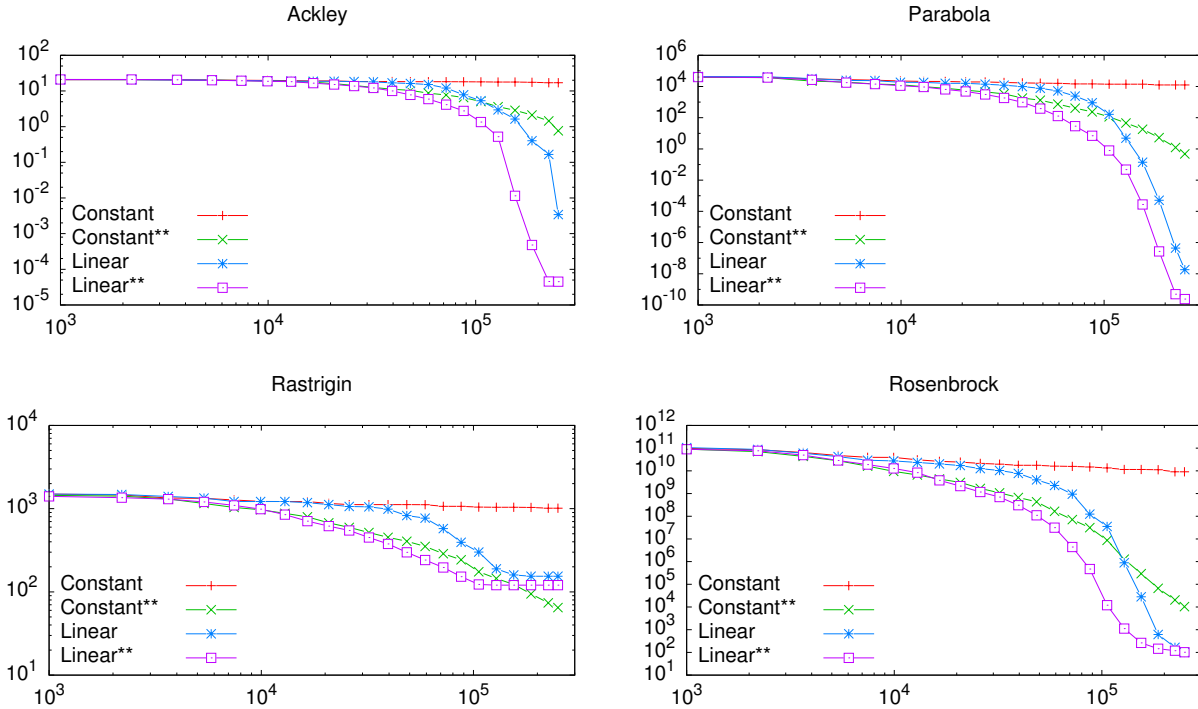 Ackley
10^2
10^1
10^0
10^-1
10^-2
10^-3
10^-4
10^-5
Constant
Constant**
Linear
Linear**
10^3 10^4 10^5
Parabola
10^6
10^4
10^2
10^0
10^-2
10^-4
10^-6
10^-8
10^-10
Constant
Constant**
Linear
Linear**
10^3 10^4 10^5
Rastrigin
10^4
10^3
10^2
10^1
Constant
Constant**
Linear
Linear**
10^3 10^4 10^5
Rosenbrock
10^12
10^11
10^10
10^9
10^8
10^7
10^6
10^5
10^4
10^3
10^2
10^1
Constant
Constant**
Linear
Linear**
10^3 10^4 10^5